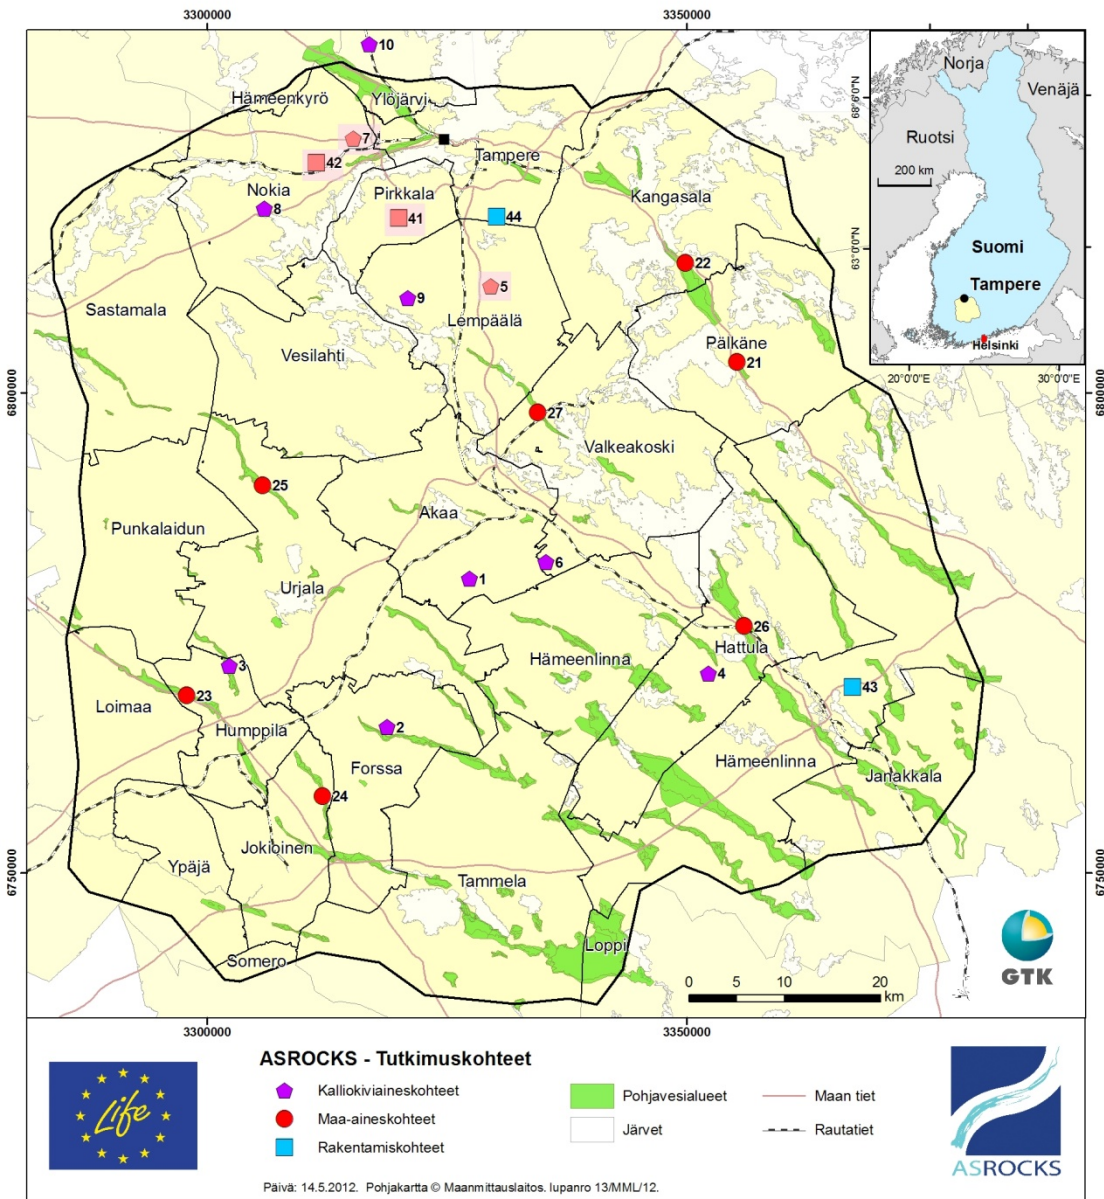 3300000
3350000
10
Hämeenkyrö
Ylöjärvi
7
42
Tampere
Nokia
8
Pirkkala
41
44
Kangasala
22
5
9
Lempäälä
Sastamala
Vesilahti
Pälkäne
21
27
Valkeakoski
25
Akaa
Punkalaidun
6
1
Urjala
26
Hattula
Hämeenlinna
3
4
43
23
Loimaa
Humppila
2
Forssa
Hämeenlinna
Janakkala
24
Jokioinen
Ypäjä
Tammela
Loppi
Somero
6800000
6750000
6800000
6750000
Norja
Venäjä
Ruotsi
200 km
Suomi
Tampere
Helsinki
68°6'0"N
63°0'0"N
20°0'0"E
30°0'0"E
GTK
0 5 10 20
km
3300000
3350000
ASROCKS - Tutkimuskohteet
Kalliokiviaineskohteet
Maa-aineskohteet
Rakentamiskohteet
Pohjavesialueet
Järvet
Maan tiet
Rautatiet
Life
ASROCKS
Päivä: 14.5.2012. Pohjakartta © Maanmittauslaitos. lupanro 13/MML/12.